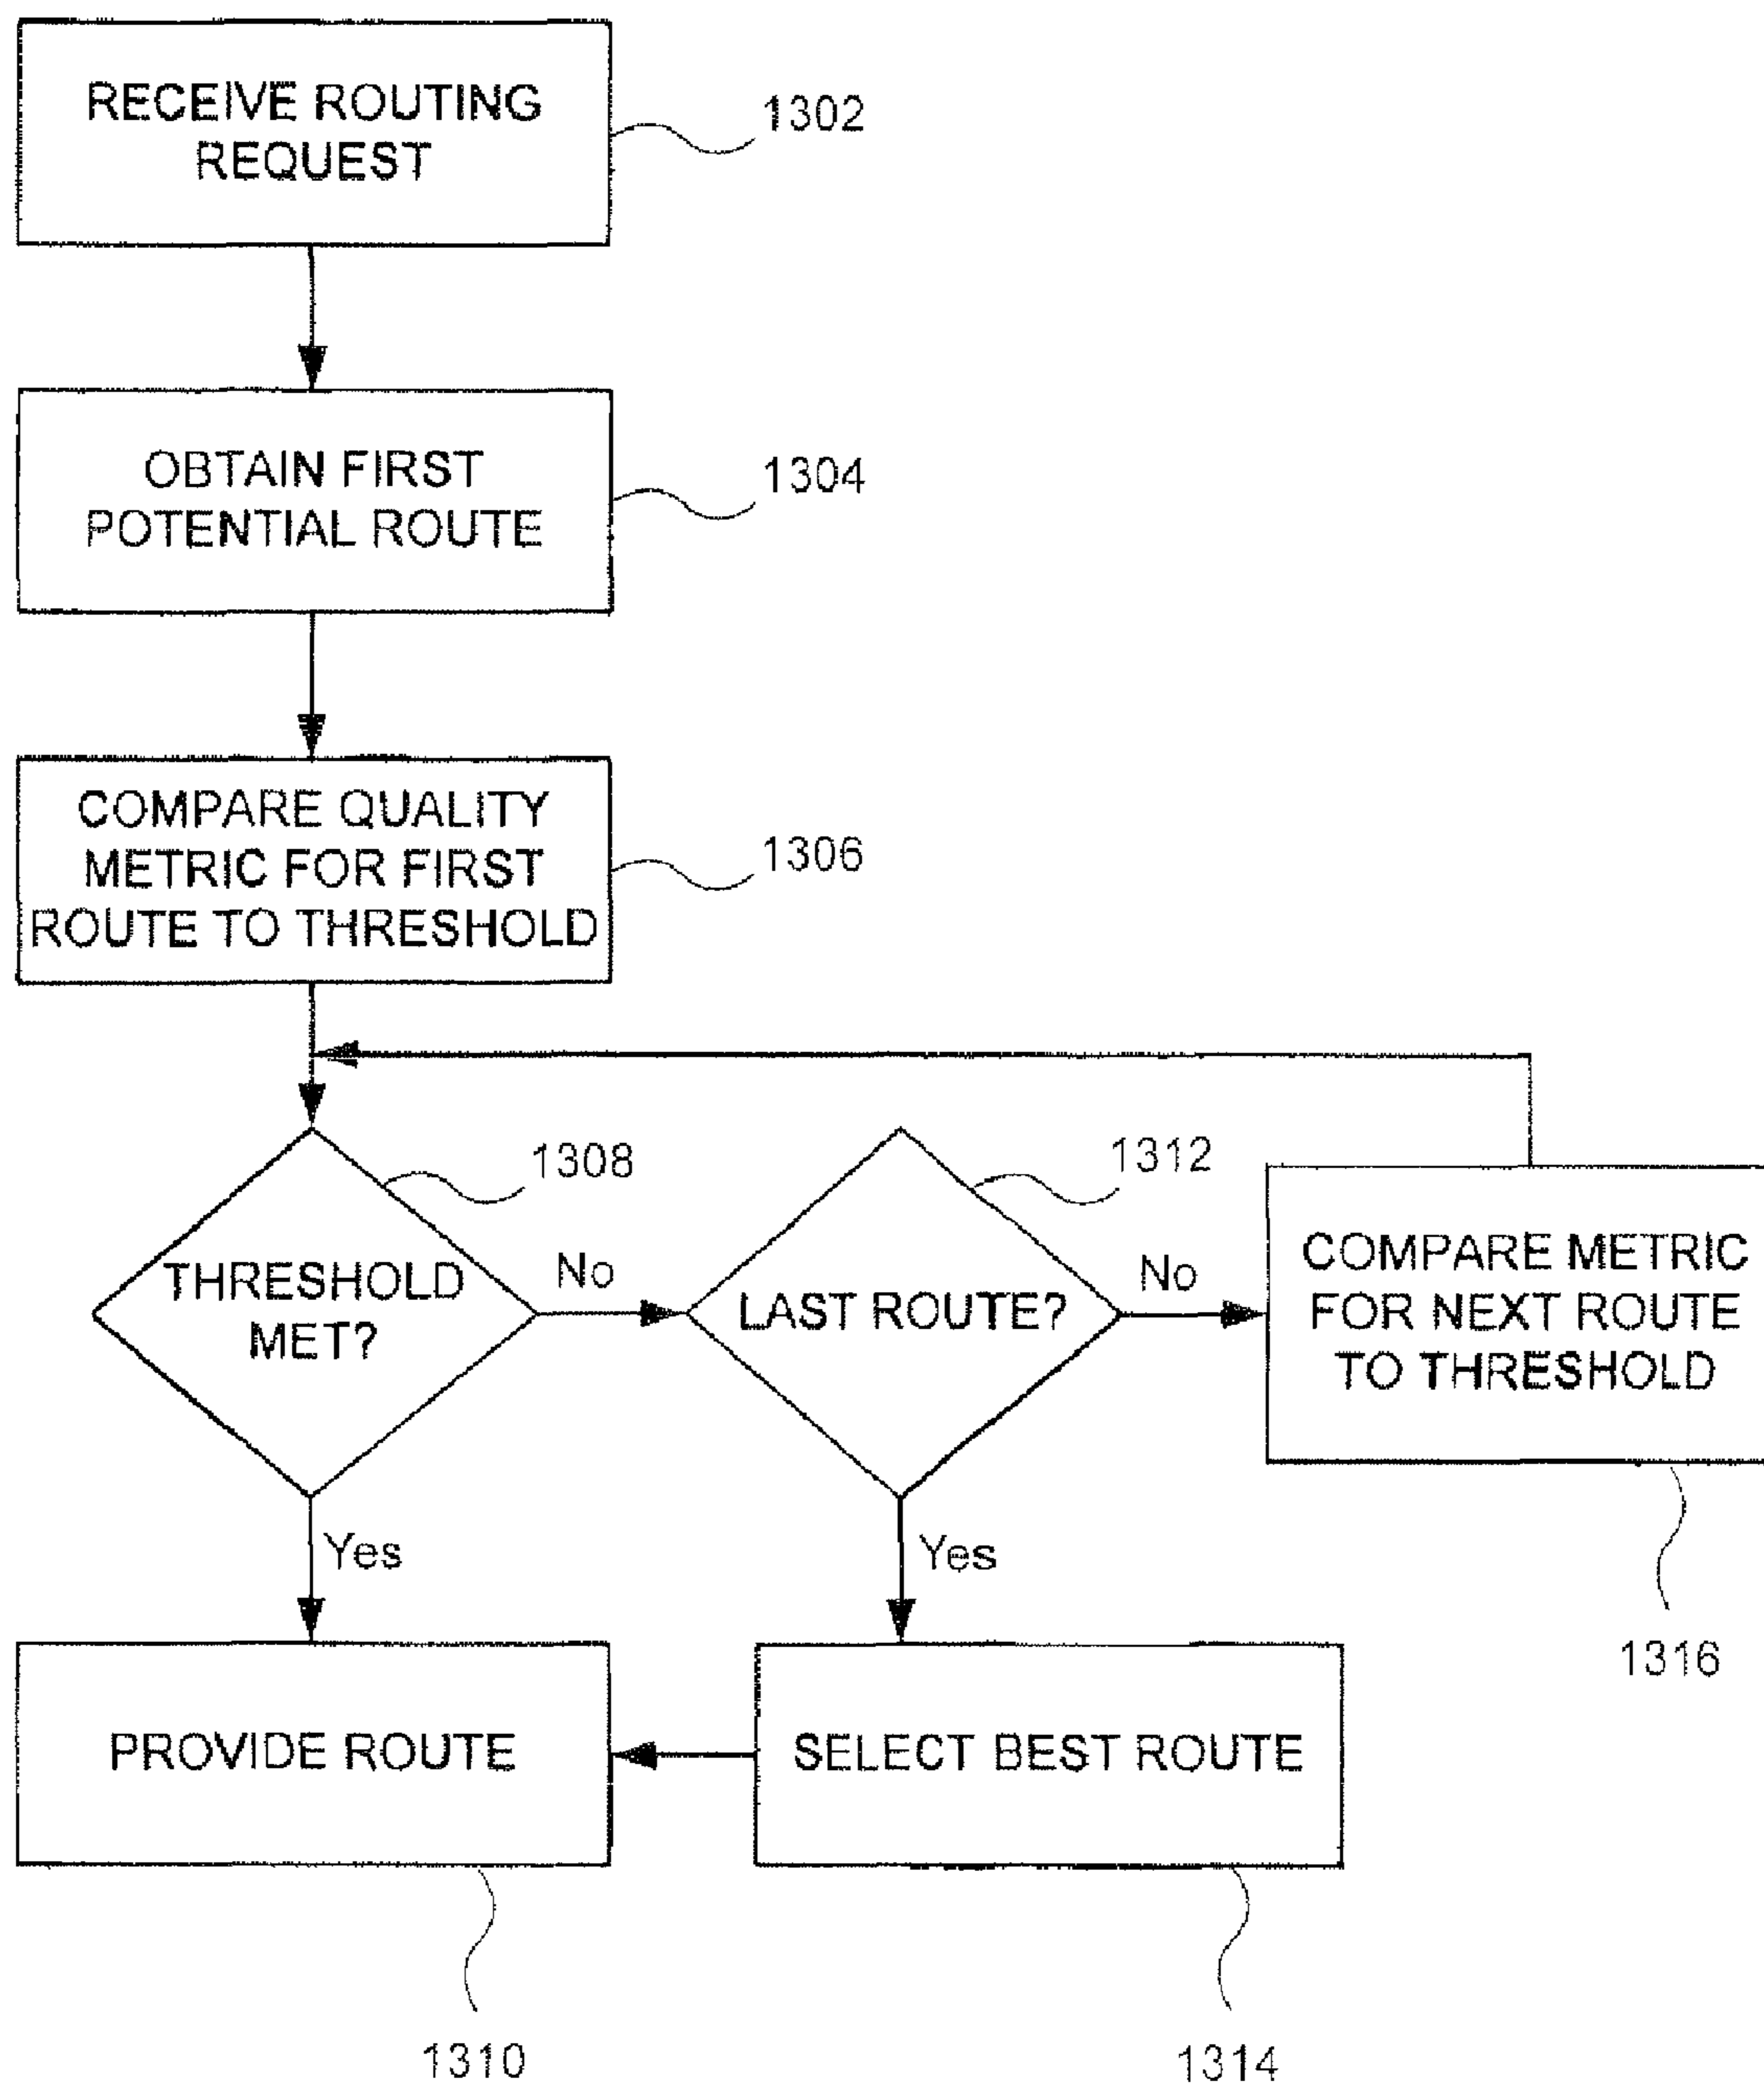 RECEIVE ROUTING
REQUEST
1302
OBTAIN FIRST
POTENTIAL ROUTE
1304
COMPARE QUALITY
METRIC FOR FIRST
ROUTE TO THRESHOLD
1306
1308
THRESHOLD
MET?
No
Yes
1312
LAST ROUTE?
No
Yes
COMPARE METRIC
FOR NEXT ROUTE
TO THRESHOLD
1316
PROVIDE ROUTE
1310
SELECT BEST ROUTE
1314